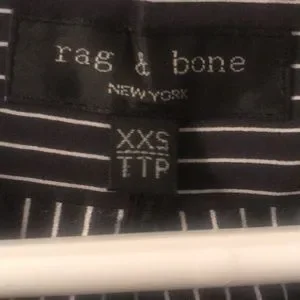 rag & bone
NEW YORK
XXS
TTP